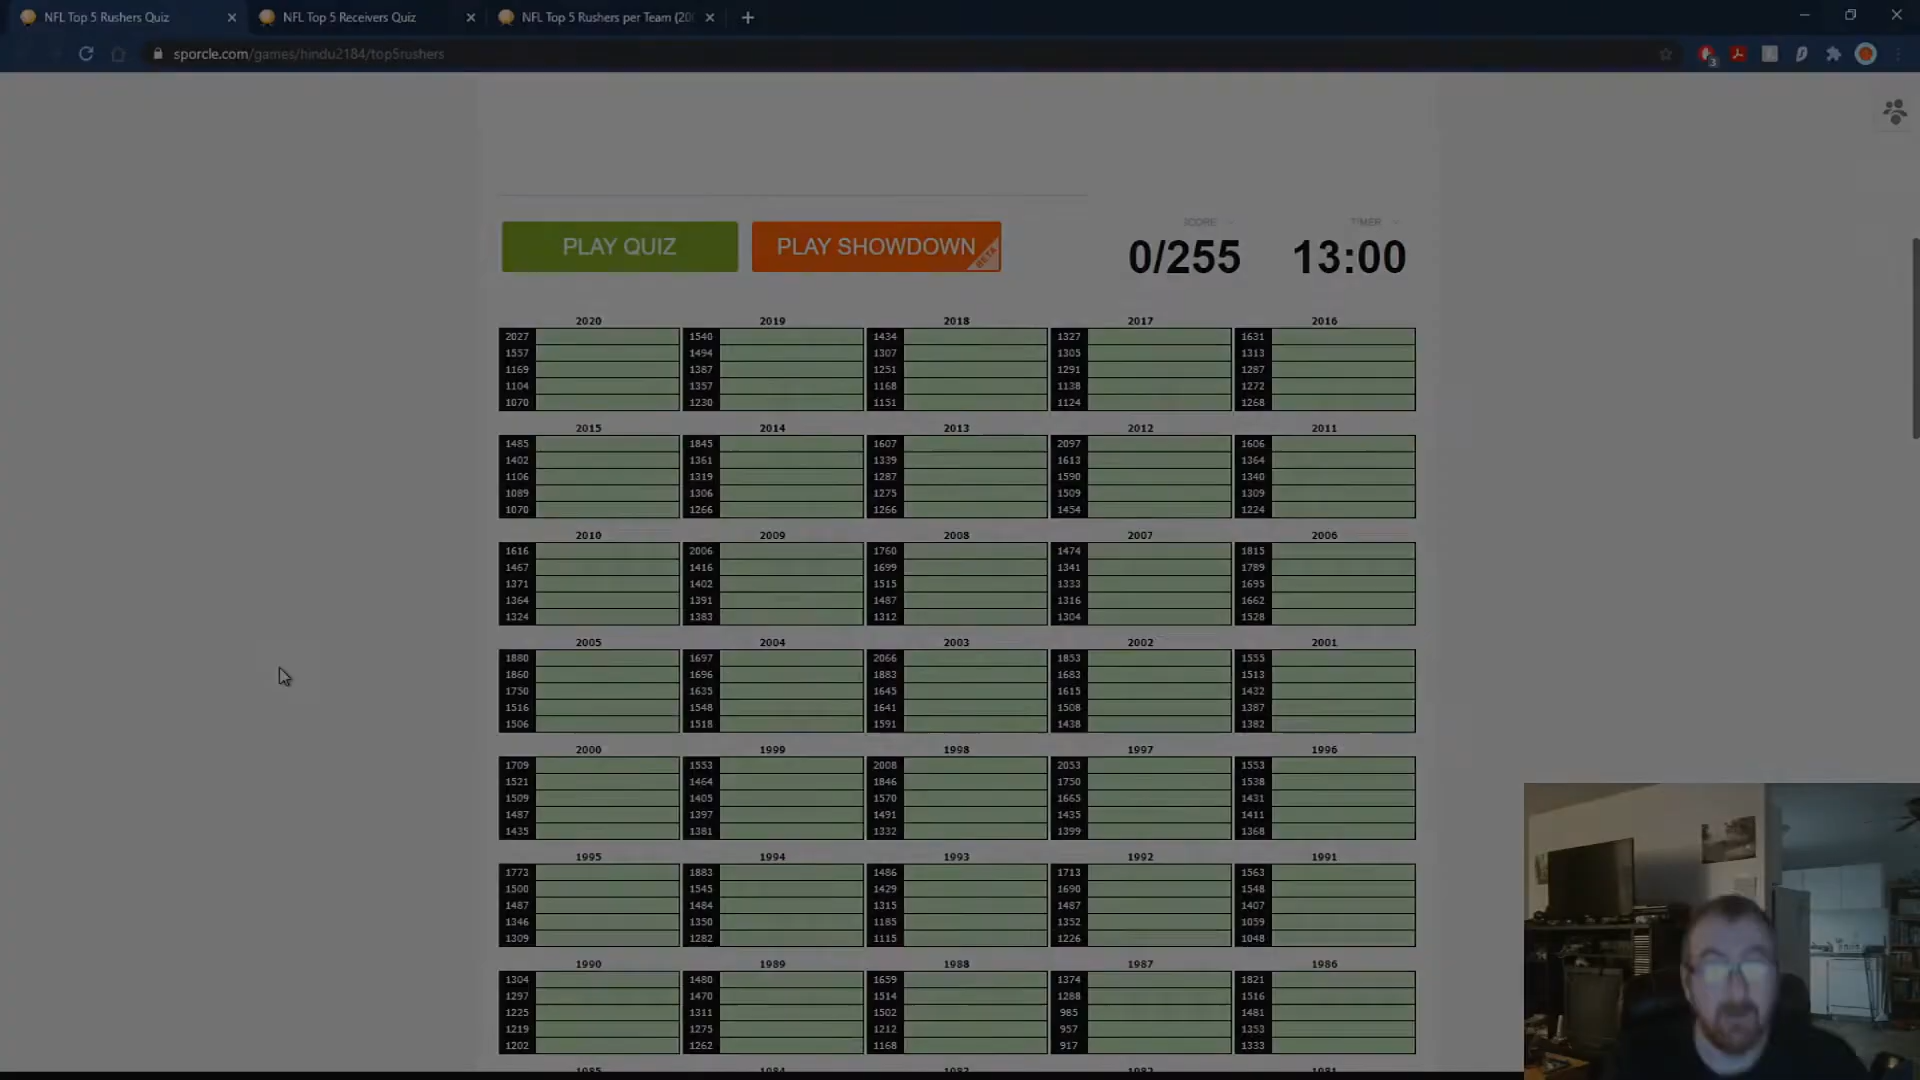 NFL Top 5 Rushers Quiz
NFL Top 5 Receivers Quiz
NFL Top 5 Rushers per Team (200
sporcle.com/games/hindu2184/top5rushers
3
PLAY QUIZ
PLAY SHOWDOWN
BETA
SCORE
0/255
TIMER
13:00
2020 2019 2018 2017 2016
2027 1540 1434 1327 1631
1557 1494 1307 1305 1313
1169 1387 1251 1291 1287
1104 1357 1168 1138 1272
1070 1230 1151 1124 1268
2015 2014 2013 2012 2011
1485 1845 1607 2097 1606
1402 1361 1339 1613 1364
1106 1319 1287 1590 1340
1089 1306 1275 1509 1309
1070 1266 1266 1454 1224
2010 2009 2008 2007 2006
1616 2006 1760 1474 1815
1467 1416 1699 1341 1789
1371 1402 1515 1333 1695
1364 1391 1487 1316 1662
1324 1383 1312 1304 1528
2005 2004 2003 2002 2001
1880 1697 2066 1853 1555
1860 1696 1883 1683 1513
1750 1635 1645 1615 1432
1516 1548 1641 1508 1387
1506 1518 1591 1438 1382
2000 1999 1998 1997 1996
1709 1553 2008 2053 1553
1521 1464 1846 1750 1538
1509 1405 1570 1665 1431
1487 1397 1491 1435 1411
1435 1381 1332 1399 1368
1995 1994 1993 1992 1991
1773 1883 1486 1713 1563
1500 1545 1429 1690 1548
1487 1484 1315 1487 1407
1346 1350 1185 1352 1059
1309 1282 1115 1226 1048
1990 1989 1988 1987 1986
1304 1480 1659 1374 1821
1297 1470 1514 1288 1516
1225 1311 1502 985 1481
1219 1275 1212 957 1353
1202 1262 1168 917 1333